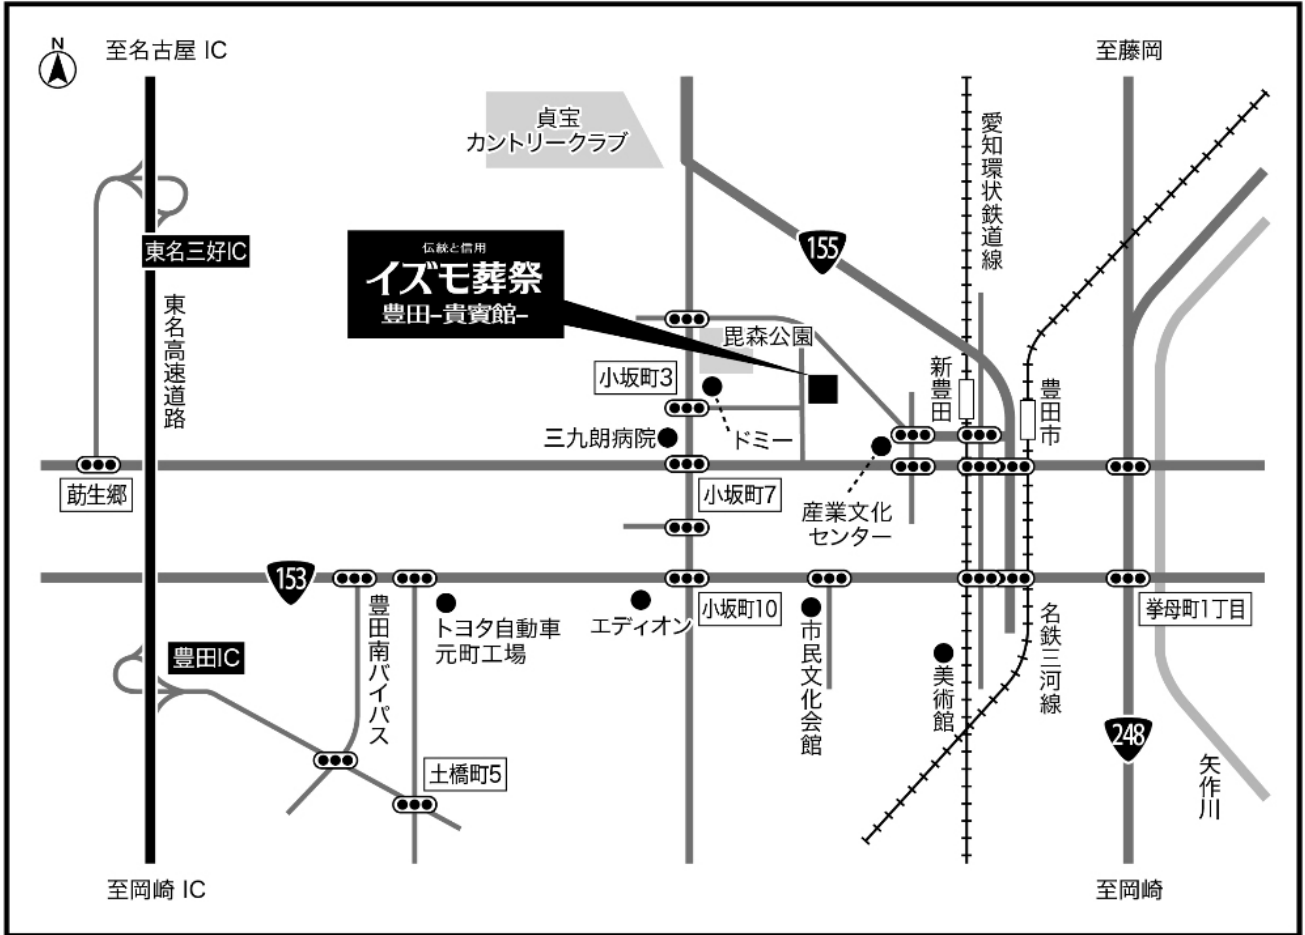 N
至名古屋 IC
至藤岡
貞宝
カントリークラブ
愛知環状鉄道線
155
東名三好IC
伝統と信用
イズモ葬祭
豊田–貴賓館–
東名高速道路
毘森公園
小坂町3
新豊田
豊田市
三九朗病院
ドミー
莇生郷
小坂町7
産業文化
センター
153
豊田南バイパス
トヨタ自動車
元町工場
エディオン
小坂町10
市民文化会館
名鉄三河線
挙母町1丁目
豊田IC
美術館
248
土橋町5
矢作川
至岡崎 IC
至岡崎